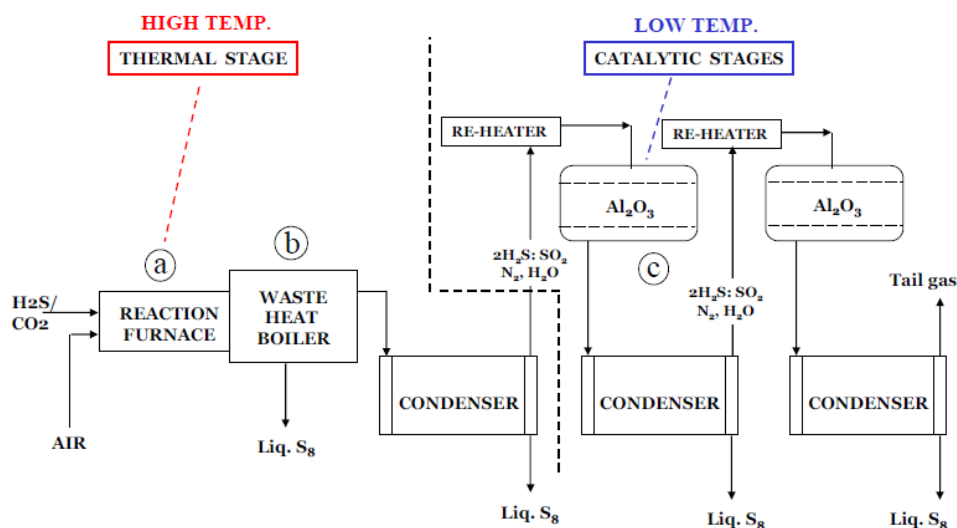 HIGH TEMP.
THERMAL STAGE
LOW TEMP.
CATALYTIC STAGES
RE-HEATER
RE-HEATER
Al₂O₃
Al₂O₃
a
b
c
2H₂S: SO₂
N₂, H₂O
2H₂S: SO₂
N₂, H₂O
Tail gas
H2S/
CO2
REACTION
FURNACE
WASTE
HEAT
BOILER
CONDENSER
CONDENSER
CONDENSER
AIR
Liq. S₈
Liq. S₈
Liq. S₈
Liq. S₈